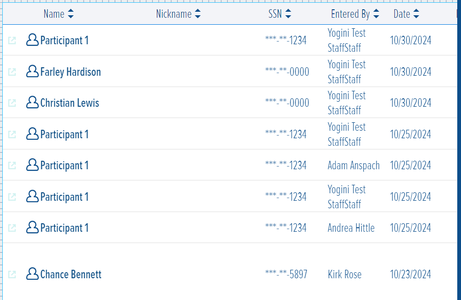 Name Nickname SSN Entered By Date
Participant 1 ***-**-1234 Yogini Test StaffStaff 10/30/2024
Farley Hardison ***-**-0000 Yogini Test StaffStaff 10/30/2024
Christian Lewis ***-**-0000 Yogini Test StaffStaff 10/30/2024
Participant 1 ***-**-1234 Yogini Test StaffStaff 10/25/2024
Participant 1 ***-**-1234 Adam Anspach 10/25/2024
Participant 1 ***-**-1234 Yogini Test StaffStaff 10/25/2024
Participant 1 ***-**-1234 Andrea Hittle 10/25/2024
Chance Bennett ***-**-5897 Kirk Rose 10/23/2024